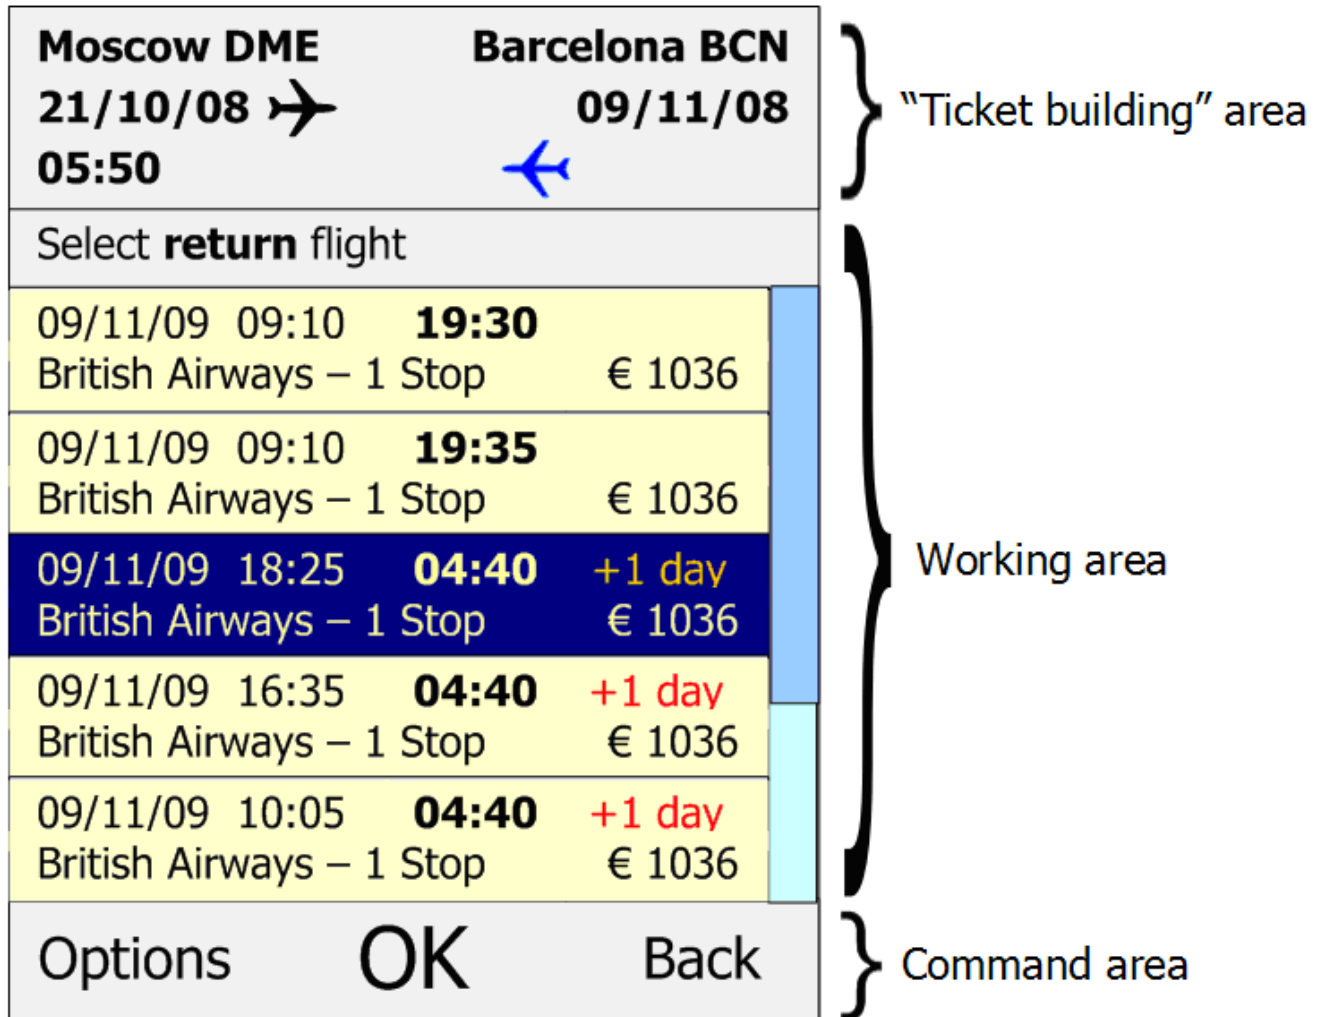 Moscow DME Barcelona BCN
21/10/08 09/11/08
05:50
“Ticket building” area
Select return flight
09/11/09 09:10 19:30
British Airways – 1 Stop € 1036
09/11/09 09:10 19:35
British Airways – 1 Stop € 1036
09/11/09 18:25 04:40 +1 day
British Airways – 1 Stop € 1036
09/11/09 16:35 04:40 +1 day
British Airways – 1 Stop € 1036
09/11/09 10:05 04:40 +1 day
British Airways – 1 Stop € 1036
Working area
Options OK Back
Command area